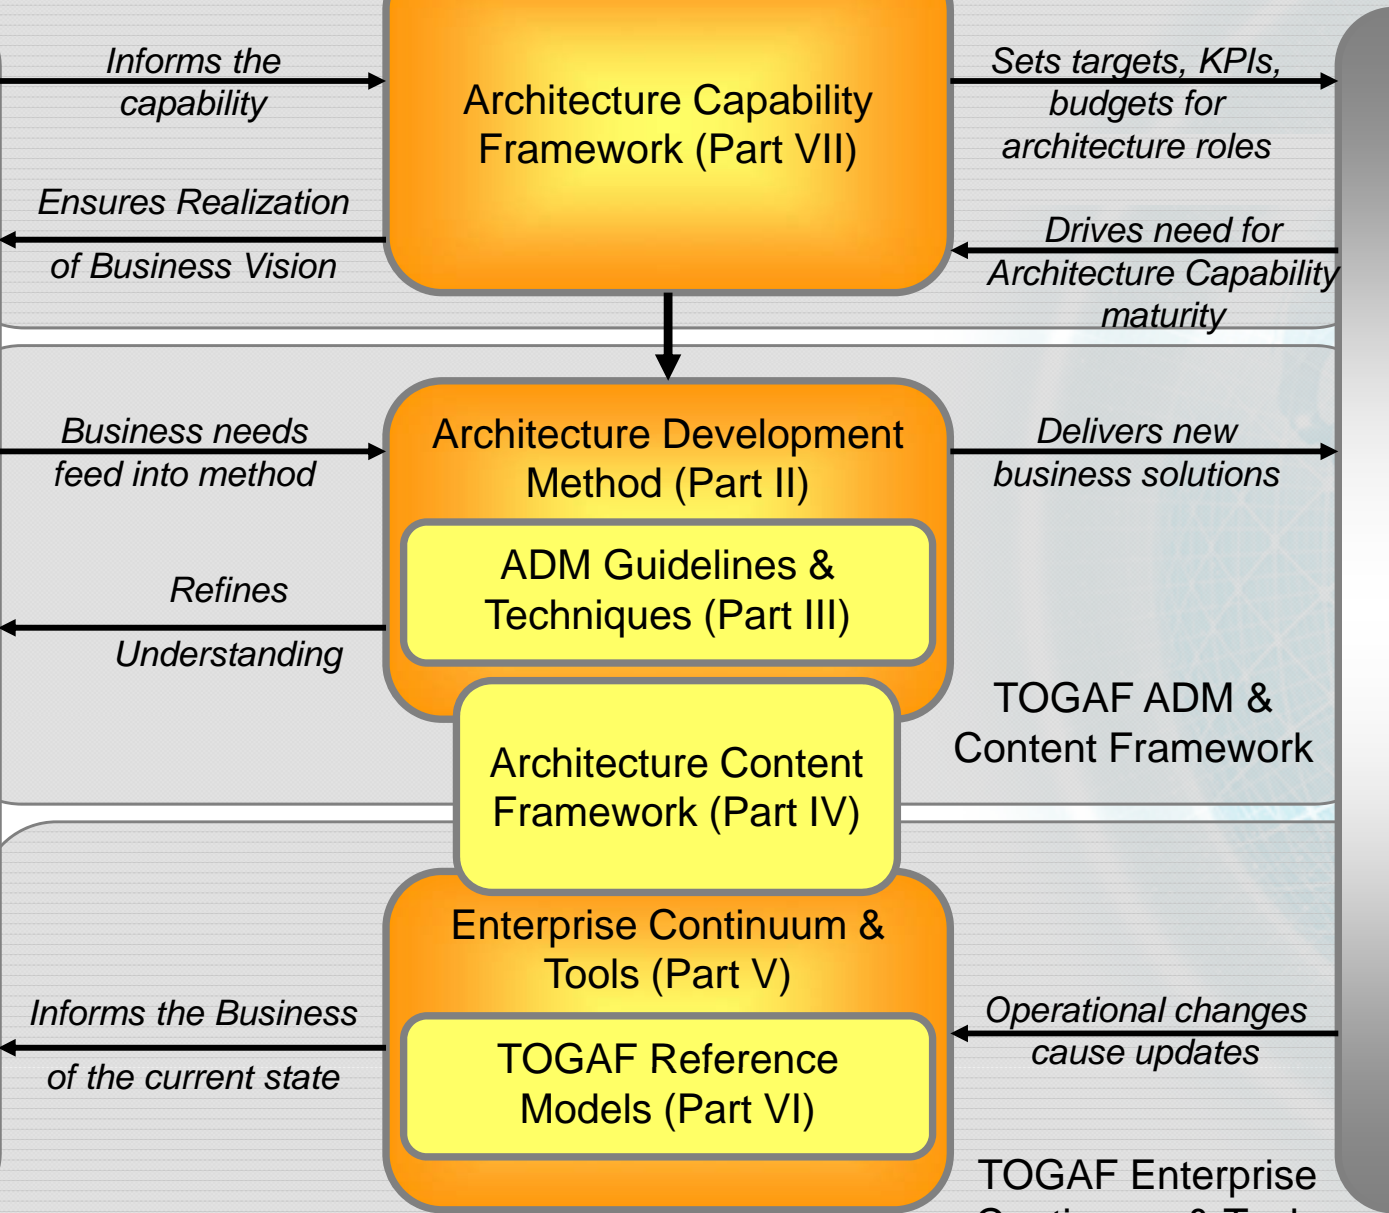 Informs the
capability
Ensures Realization
of Business Vision
Architecture Capability
Framework (Part VII)
Sets targets, KPIs,
budgets for
architecture roles
Drives need for
Architecture Capability
maturity
Business needs
feed into method
Refines
Understanding
Architecture Development
Method (Part II)
ADM Guidelines &
Techniques (Part III)
Delivers new
business solutions
TOGAF ADM &
Content Framework
Architecture Content
Framework (Part IV)
Enterprise Continuum &
Tools (Part V)
TOGAF Reference
Models (Part VI)
Informs the Business
of the current state
Operational changes
cause updates
TOGAF Enterprise